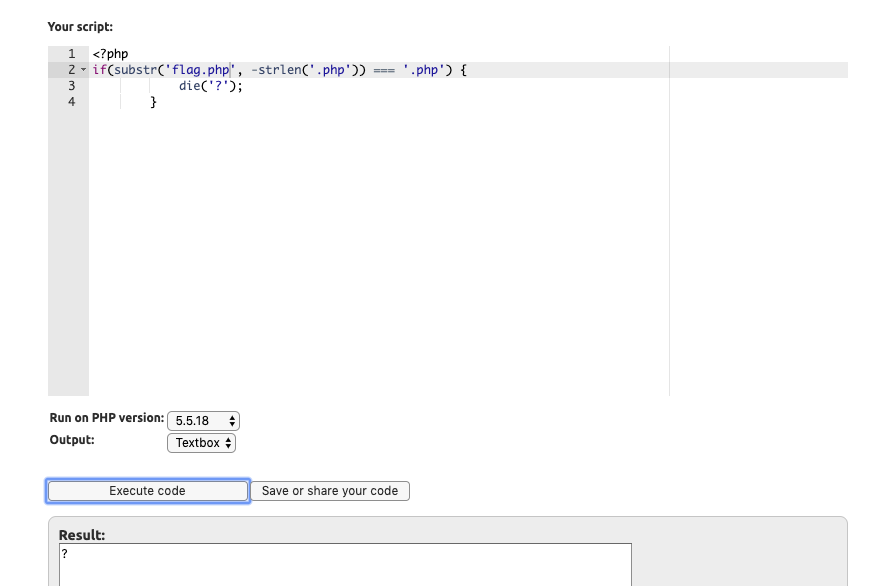 Your script:
1 <?php
2 if(substr('flag.php', -strlen('.php')) === '.php') {
3 die('?');
4 }
Run on PHP version: 5.5.18
Output: Textbox
Execute code Save or share your code
Result:
?